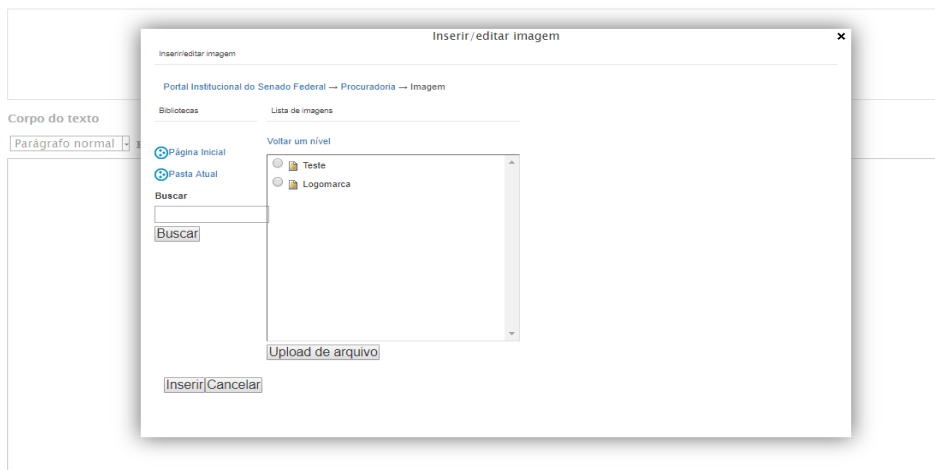 Inserir/editar imagem
×
Inserir/editar imagem
Portal Institucional do Senado Federal → Procuradoria → Imagem
Bibliotecas
Lista de imagens
Corpo do texto
Parágrafo normal
Voltar um nível
Página Inicial
Pasta Atual
Buscar
Buscar
Teste
Logomarca
Upload de arquivo
Inserir Cancelar